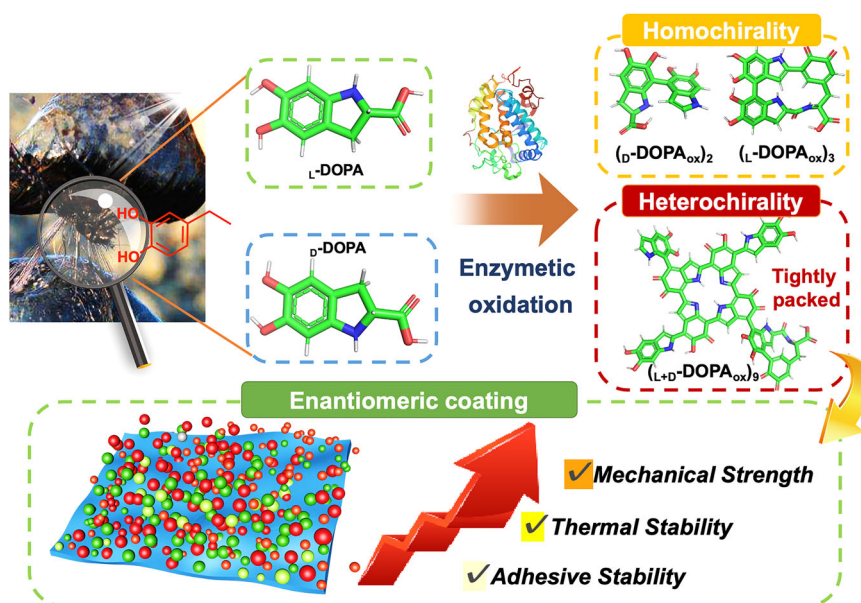 Homochirality
HO
HO
L-DOPA
D-DOPA
Enzymetic
oxidation
(D-DOPAox)2
(L-DOPAox)3
Heterochirality
Tightly
packed
(L+D-DOPAox)9
Enantiomeric coating
✓Mechanical Strength
✓Thermal Stability
✓Adhesive Stability